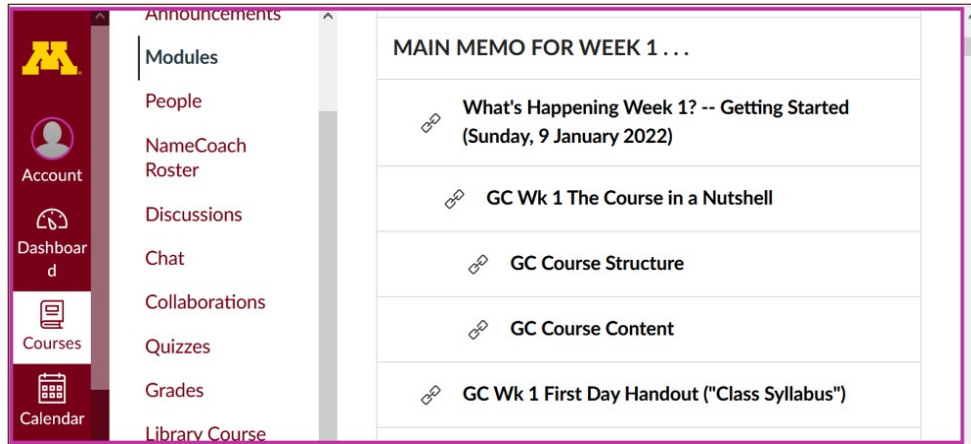 M
Account
Dashboar
d
Courses
Calendar
Announcements
Modules
People
NameCoach
Roster
Discussions
Chat
Collaborations
Quizzes
Grades
Library Course
MAIN MEMO FOR WEEK 1 . . .
What's Happening Week 1? -- Getting Started
(Sunday, 9 January 2022)
GC Wk 1 The Course in a Nutshell
GC Course Structure
GC Course Content
GC Wk 1 First Day Handout ("Class Syllabus")